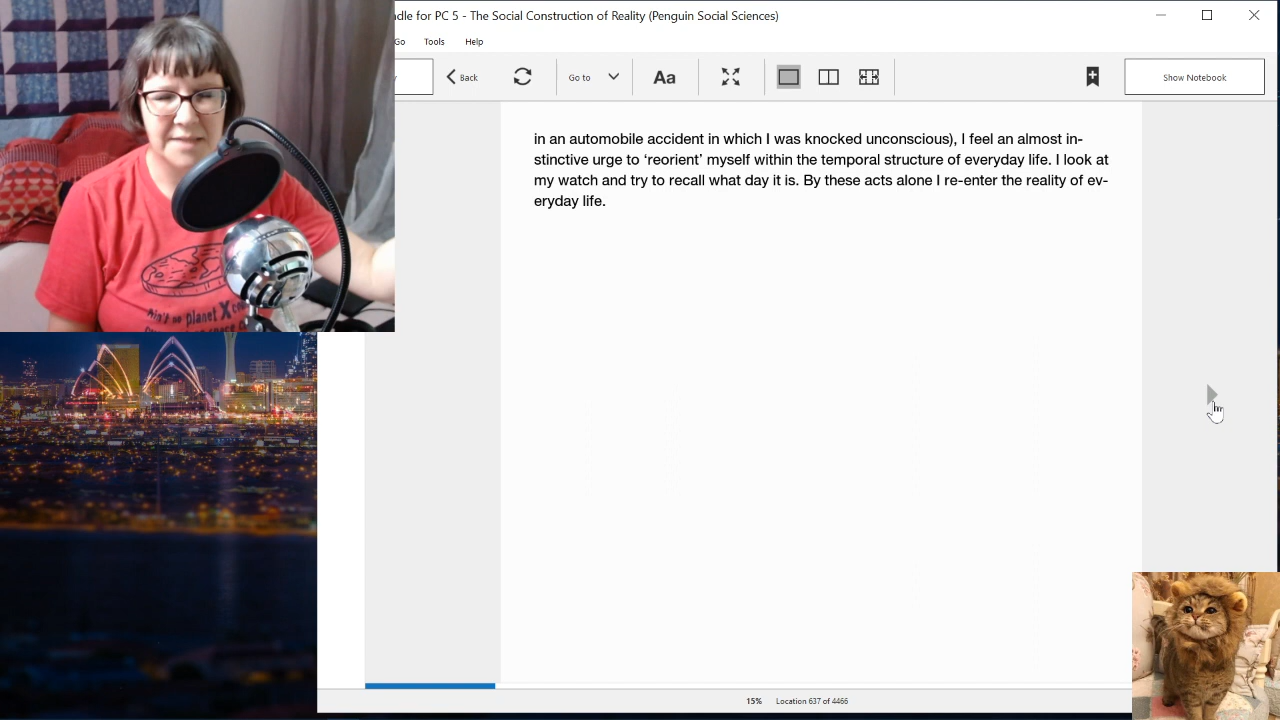 dle for PC 5 - The Social Construction of Reality (Penguin Social Sciences)
Go Tools Help
Back Go to Aa Show Notebook
in an automobile accident in which I was knocked unconscious), I feel an almost in-
stinctive urge to ‘reorient’ myself within the temporal structure of everyday life. I look at
my watch and try to recall what day it is. By these acts alone I re-enter the reality of ev-
eryday life.
Ain't no planet X
15% Location 637 of 4466